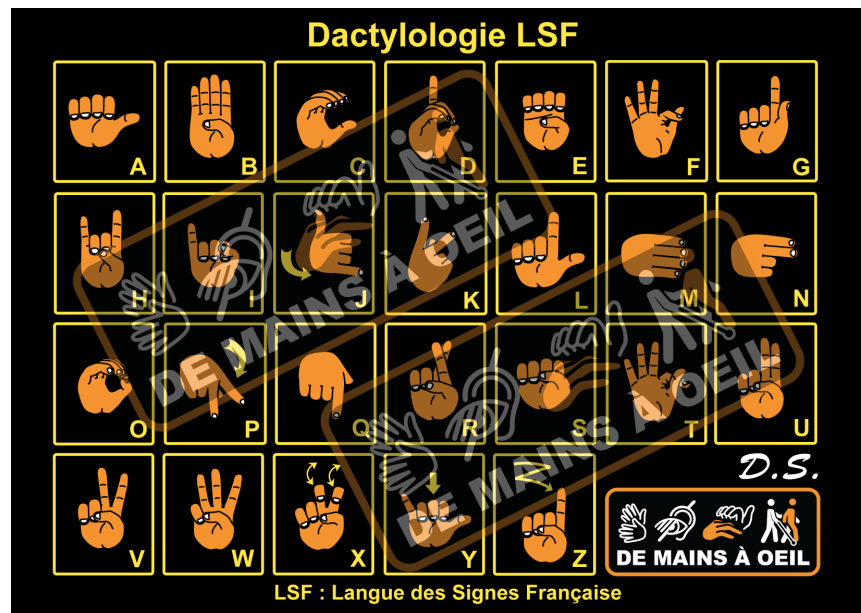 Dactylologie LSF
A B C D E F G
H I J K L M N
O P Q R S T U
V W X Y Z
D.S.
DE MAINS À OEIL
DE MAINS À OEIL
DE MAINS À OEIL
LSF : Langue des Signes Française